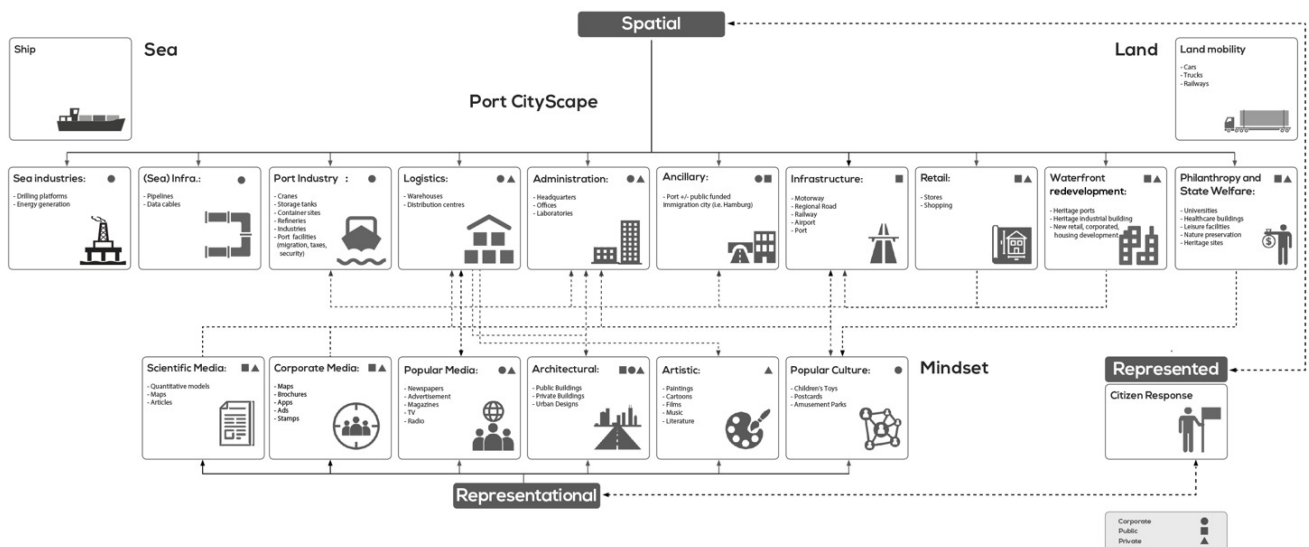 Spatial
Ship
Sea
Land
Land mobility
- Cars
- Trucks
- Railways
Port CityScape
Sea industries:
- Drilling platforms
- Energy generation
(Sea) Infra.:
- Pipelines
- Data cables
Port Industry :
- Cranes
- Storage tanks
- Container sites
- Refineries
- Industries
- Port facilities
(migration, taxes,
security)
Logistics:
- Warehouses
- Distribution centres
Administration:
- Headquarters
- Offices
- Laboratories
Ancillary:
- Port +/- public funded
Immigration city (i.e. Hamburg)
Infrastructure:
- Motorway
- Regional Road
- Railway
- Airport
- Port
Retail:
- Stores
- Shopping
Waterfront
redevelopment:
- Heritage ports
- Heritage industrial building
- New retail, corporated,
housing development
Philanthropy and
State Welfare:
- Universities
- Healthcare buildings
- Leisure facilities
- Nature preservation
- Heritage sites
Scientific Media:
- Quantitative models
- Maps
- Articles
Corporate Media:
- Maps
- Brochures
- Apps
- Ads
- Stamps
Popular Media:
- Newspapers
- Advertisement
- Magazines
- TV
- Radio
Architectural:
- Public Buildings
- Private Buildings
- Urban Designs
Artistic:
- Paintings
- Cartoons
- Films
- Music
- Literature
Popular Culture:
- Children's Toys
- Postcards
- Amusement Parks
Mindset
Represented
Citizen Response
Representational
Corporate
Public
Private